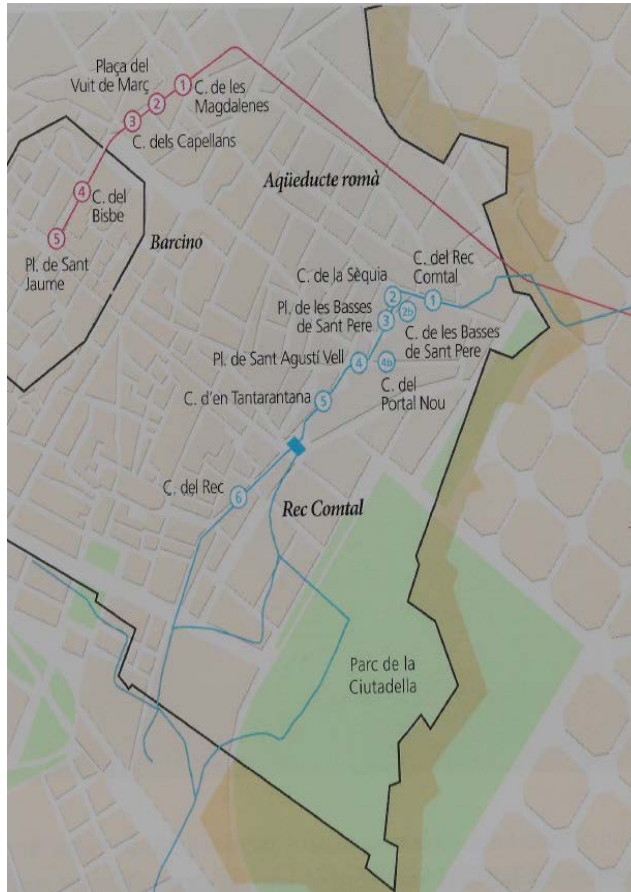 Plaça del
Vuit de Març
1
C. de les
Magdalenes
2
3
C. dels Capellans
4
C. del
Bisbe
5
Pl. de Sant
Jaume
Barcino
Aqüeducte romà
C. del Rec
Comtal
1
C. de la Sèquia
2
2b
Pl. de les Basses
de Sant Pere
3
C. de les Basses
de Sant Pere
Pl. de Sant Agustí Vell
4
4b
C. del
Portal Nou
C. d'en Tantarantana
5
C. del Rec
6
Rec Comtal
Parc de la
Ciutadella